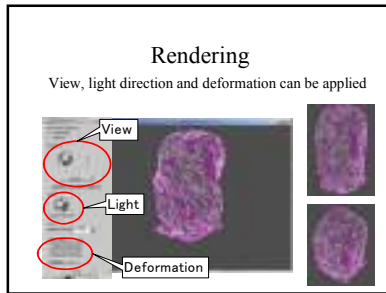 Rendering
View, light direction and deformation can be applied
View
Light
Deformation